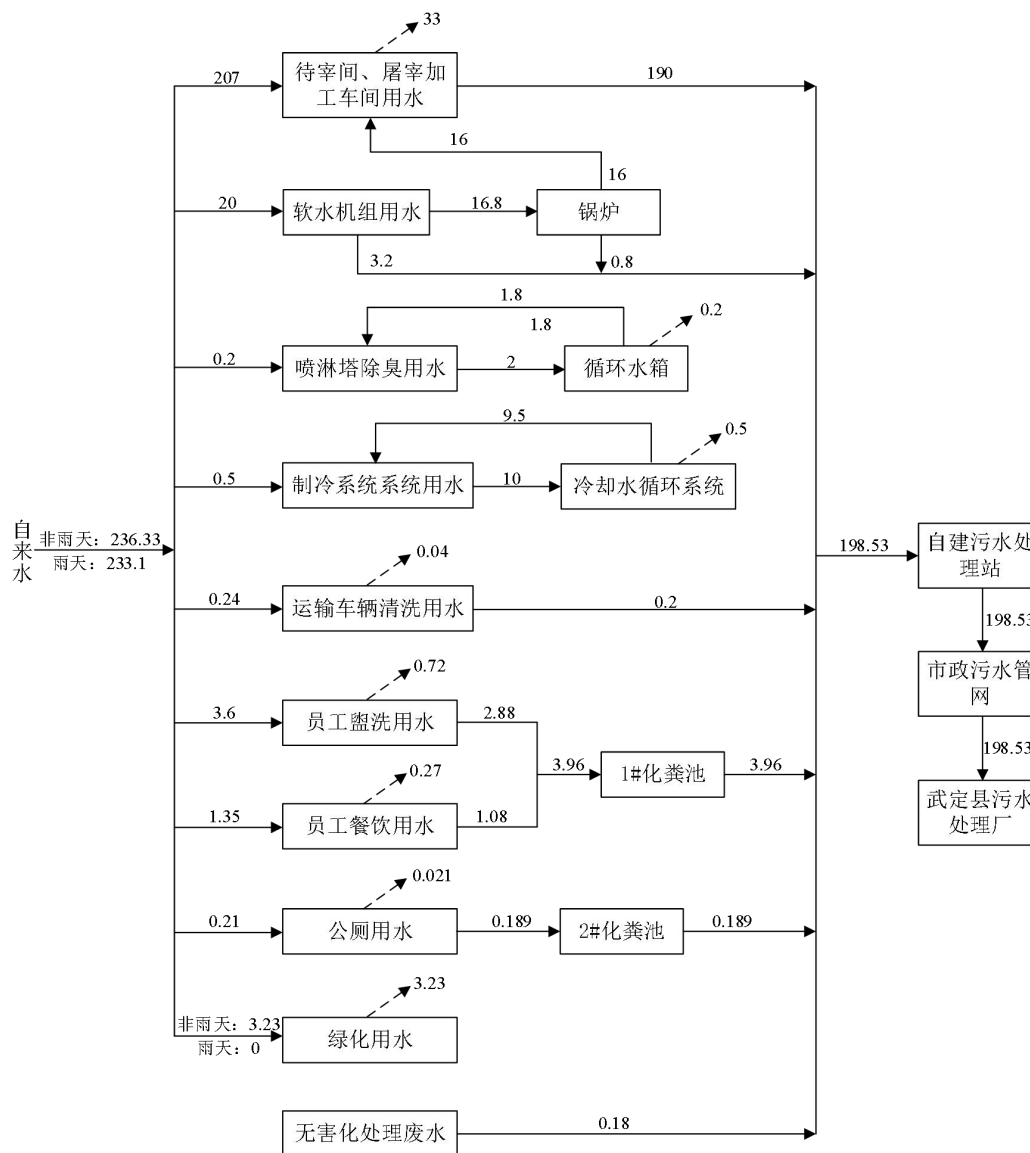 33
207
待宰间、屠宰加
工车间用水
190
16
16
20
软水机组用水
16.8
锅炉
3.2
0.8
1.8
1.8
0.2
0.2
喷淋塔除臭用水
2
循环水箱
9.5
0.5
0.5
制冷系统系统用水
10
冷却水循环系统
自来水
非雨天：236.33
雨天：233.1
198.53
自建污水处
理站
0.04
0.24
运输车辆清洗用水
0.2
198.53
市政污水管
网
0.72
3.6
员工盥洗用水
2.88
3.96
1#化粪池
3.96
198.53
武定县污水
处理厂
0.27
1.35
员工餐饮用水
1.08
0.021
0.21
公厕用水
0.189
2#化粪池
0.189
3.23
非雨天：3.23
雨天：0
绿化用水
无害化处理废水
0.18